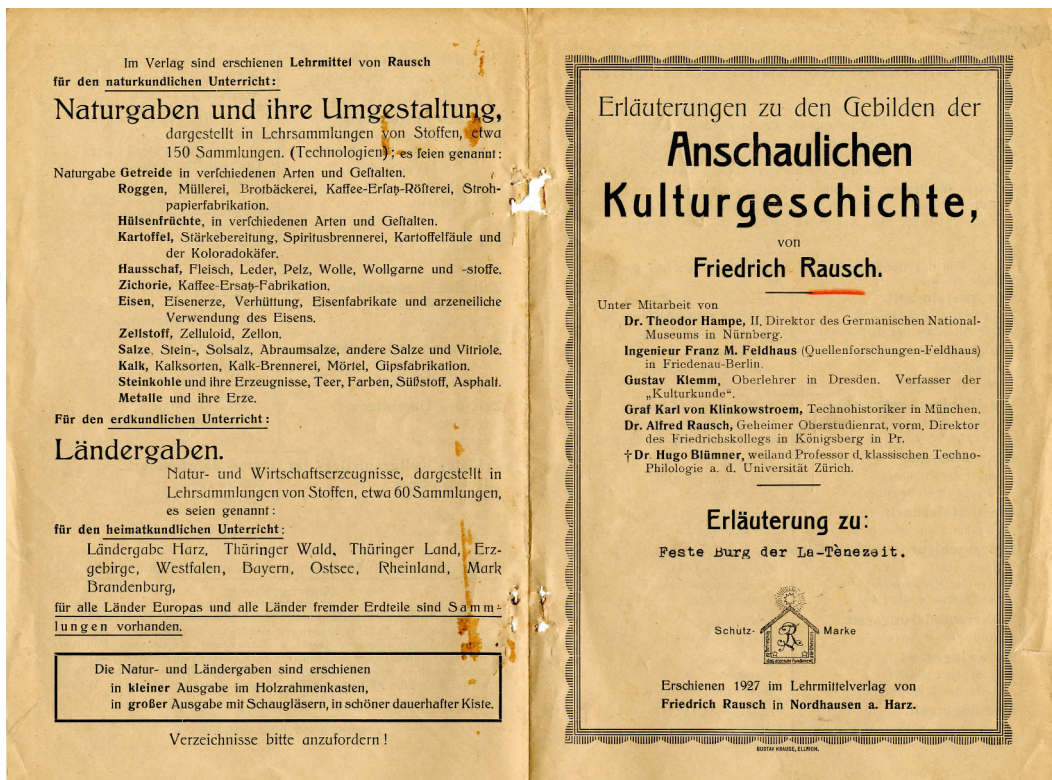 Im Verlag sind erschienen Lehrmittel von Rausch
für den naturkundlichen Unterricht:
Naturgaben und ihre Umgestaltung,
dargestellt in Lehrsammlungen von Stoffen, etwa
150 Sammlungen. (Technologien); es ſeien genannt:
Naturgabe Getreide in verſchiedenen Arten und Geſtalten.
Roggen, Müllerei, Brotbäckerei, Kaffee-Erſatz-Röſterei, Stroh-
papierfabrikation.
Hülsenfrüchte, in verſchiedenen Arten und Geſtalten.
Kartoffel, Stärkebereitung, Spiritusbrennerei, Kartoffelfäule und
der Koloradokäfer.
Hausschaf, Fleisch, Leder, Pelz, Wolle, Wollgarne und -stoffe.
Zichorie, Kaffee-Ersatz-Fabrikation.
Eisen, Eisenerze, Verhüttung, Eisenfabrikate und arzeneiliche
Verwendung des Eisens.
Zellstoff, Zelluloid, Zellon.
Salze, Stein-, Solsalz, Abraumsalze, andere Salze und Vitriole.
Kalk, Kalksorten, Kalk-Brennerei, Mörtel, Gipsfabrikation.
Steinkohle und ihre Erzeugnisse, Teer, Farben, Süßstoff, Asphalt.
Metalle und ihre Erze.
Für den erdkundlichen Unterricht:
Ländergaben.
Natur- und Wirtschaftserzeugnisse, dargestellt in
Lehrsammlungen von Stoffen, etwa 60 Sammlungen,
es seien genannt:
für den heimatkundlichen Unterricht:
Ländergabe Harz, Thüringer Wald, Thüringer Land, Erz-
gebirge, Westfalen, Bayern, Ostsee, Rheinland, Mark
Brandenburg,
für alle Länder Europas und alle Länder fremder Erdteile sind Samm-
lungen vorhanden.
Die Natur- und Ländergaben sind erschienen
in kleiner Ausgabe im Holzrahmenkasten,
in großer Ausgabe mit Schaugläsern, in schöner dauerhafter Kiste.
Verzeichnisse bitte anzufordern!
Erläuterungen zu den Gebilden der
Anschaulichen
Kulturgeschichte,
von
Friedrich Rausch.
Unter Mitarbeit von
Dr. Theodor Hampe, II. Direktor des Germanischen National-
Museums in Nürnberg.
Ingenieur Franz M. Feldhaus (Quellenforschungen-Feldhaus)
in Friedenau-Berlin.
Gustav Klemm, Oberlehrer in Dresden. Verfasser der
„Kulturkunde“.
Graf Karl von Klinkowstroem, Technohistoriker in München.
Dr. Alfred Rausch, Geheimer Oberstudienrat, vorm. Direktor
des Friedrichskollegs in Königsberg in Pr.
†Dr. Hugo Blümner, weiland Professor d. klassischen Techno-
Philologie a. d. Universität Zürich.
Erläuterung zu:
Feste Burg der La-Tènezeit.
Schutz- R Marke
Erschienen 1927 im Lehrmittelverlag von
Friedrich Rausch in Nordhausen a. Harz.
GUSTAV KRAUSE, ELLRICH.